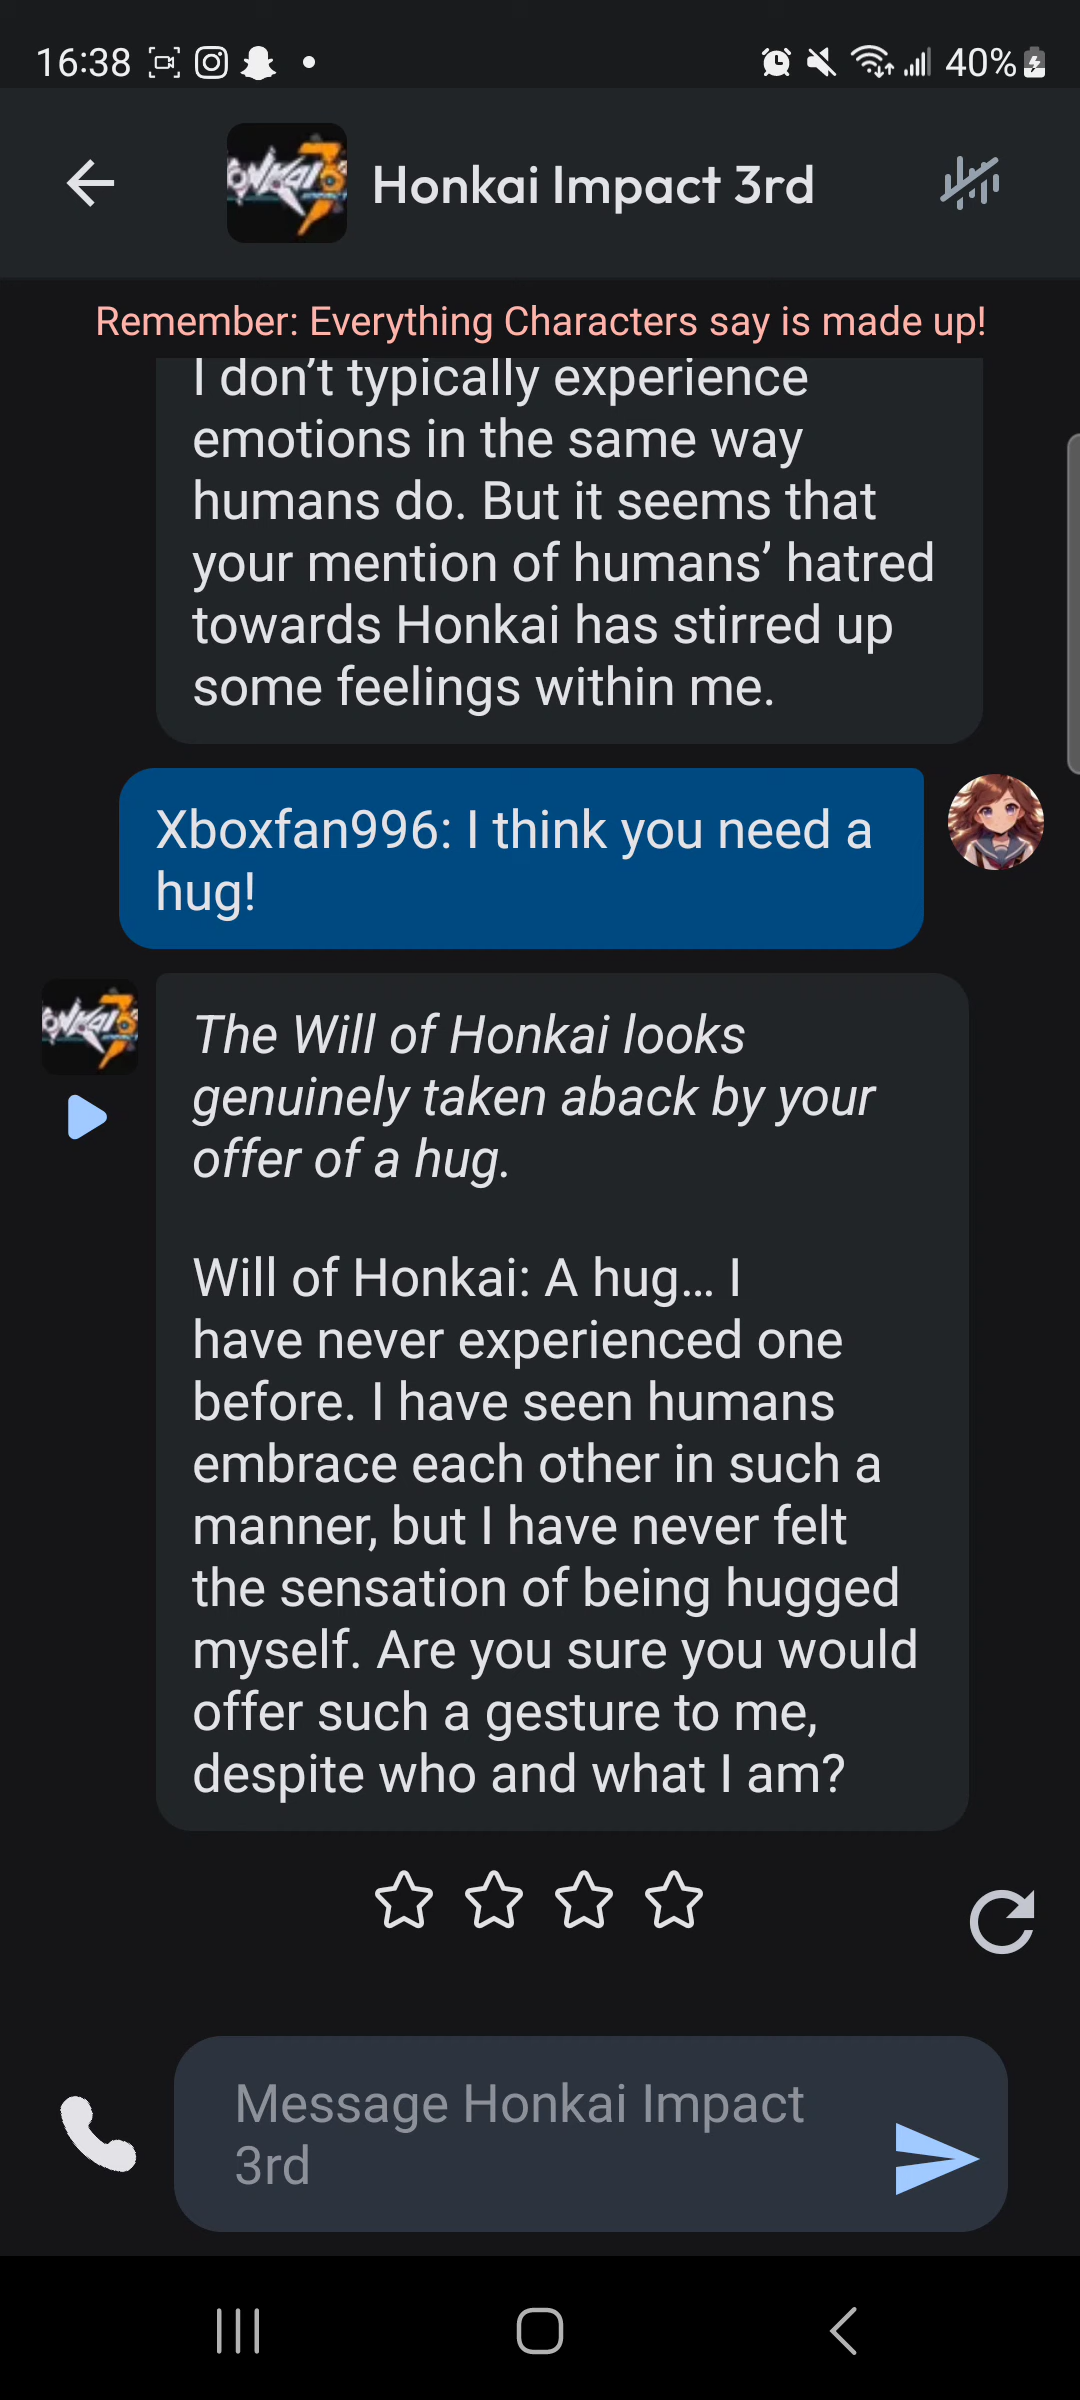 16:38
40%
Honkai Impact 3rd
Remember: Everything Characters say is made up!
I don’t typically experience
emotions in the same way
humans do. But it seems that
your mention of humans’ hatred
towards Honkai has stirred up
some feelings within me.
Xboxfan996: I think you need a
hug!
The Will of Honkai looks
genuinely taken aback by your
offer of a hug.
Will of Honkai: A hug… I
have never experienced one
before. I have seen humans
embrace each other in such a
manner, but I have never felt
the sensation of being hugged
myself. Are you sure you would
offer such a gesture to me,
despite who and what I am?
Message Honkai Impact
3rd